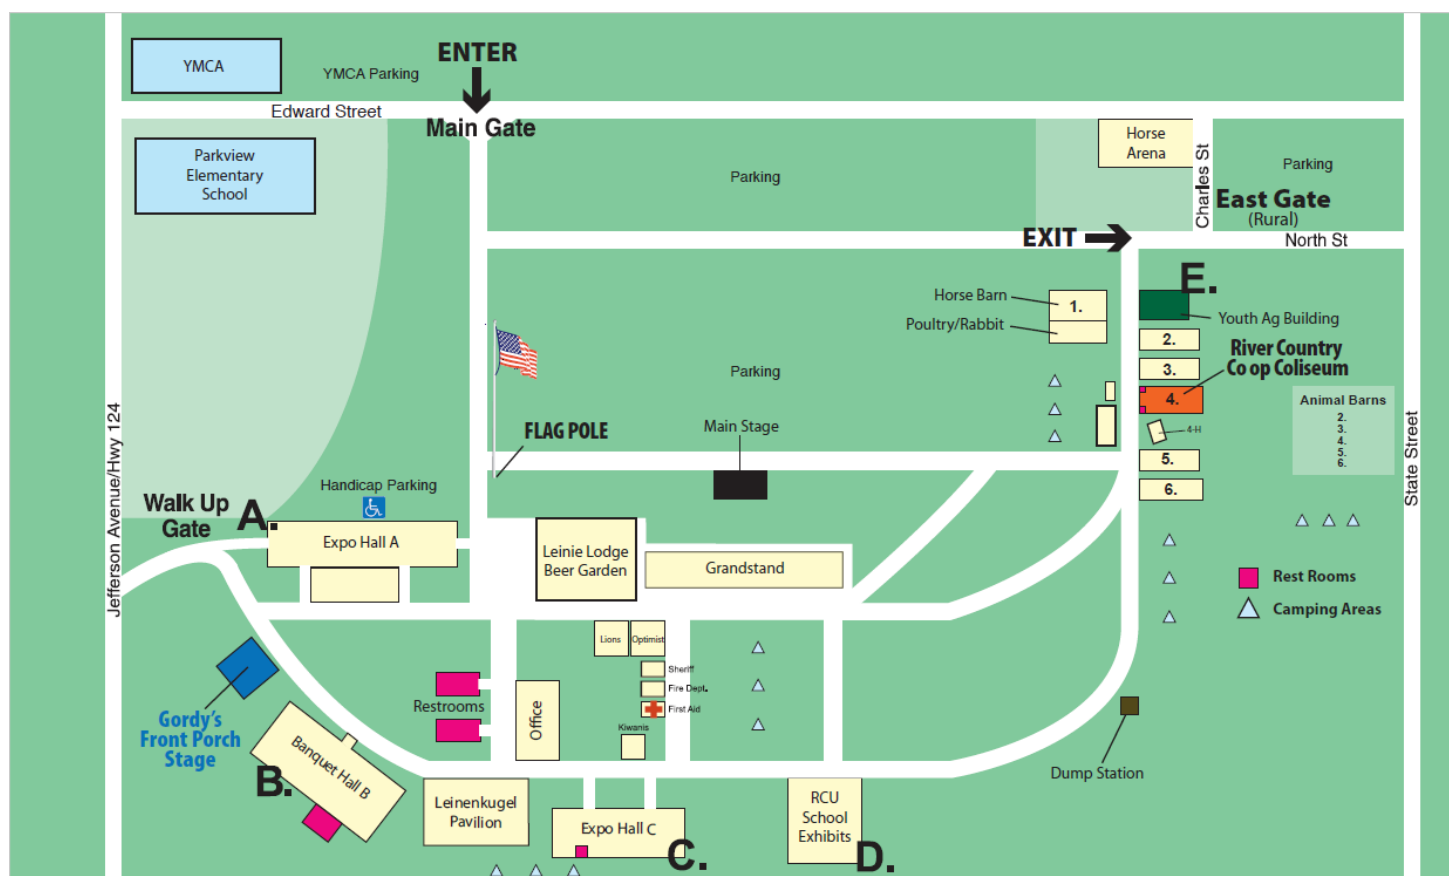 YMCA
YMCA Parking
ENTER
Edward Street
Main Gate
Parkview
Elementary
School
Parking
Horse
Arena
Charles St
Parking
East Gate
(Rural)
EXIT
North St
E.
Horse Barn
1.
Poultry/Rabbit
Youth Ag Building
2.
River Country
Co op Coliseum
3.
4.
4-H
5.
6.
Animal Barns
2.
3.
4.
5.
6.
Parking
Main Stage
FLAG POLE
Jefferson Avenue/Hwy 124
State Street
Handicap Parking
Walk Up
Gate
A
Expo Hall A
Leinie Lodge
Beer Garden
Grandstand
Rest Rooms
Camping Areas
Lions
Optimist
Sheriff
Fire Dept.
First Aid
Kiwanis
Restrooms
Office
Gordy's
Front Porch
Stage
Banquet Hall B
B.
Leinenkugel
Pavilion
Expo Hall C
C.
RCU
School
Exhibits
D.
Dump Station